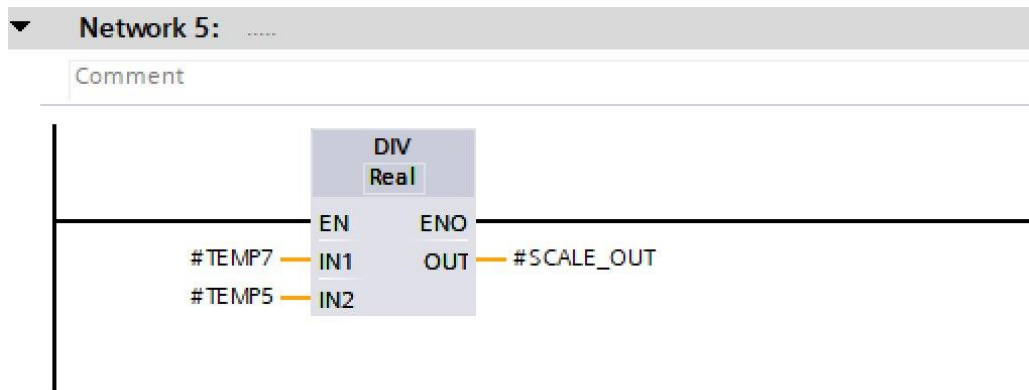 Network 5: .....
Comment
DIV
Real
EN ENO
#TEMP7 IN1 OUT #SCALE_OUT
#TEMP5 IN2